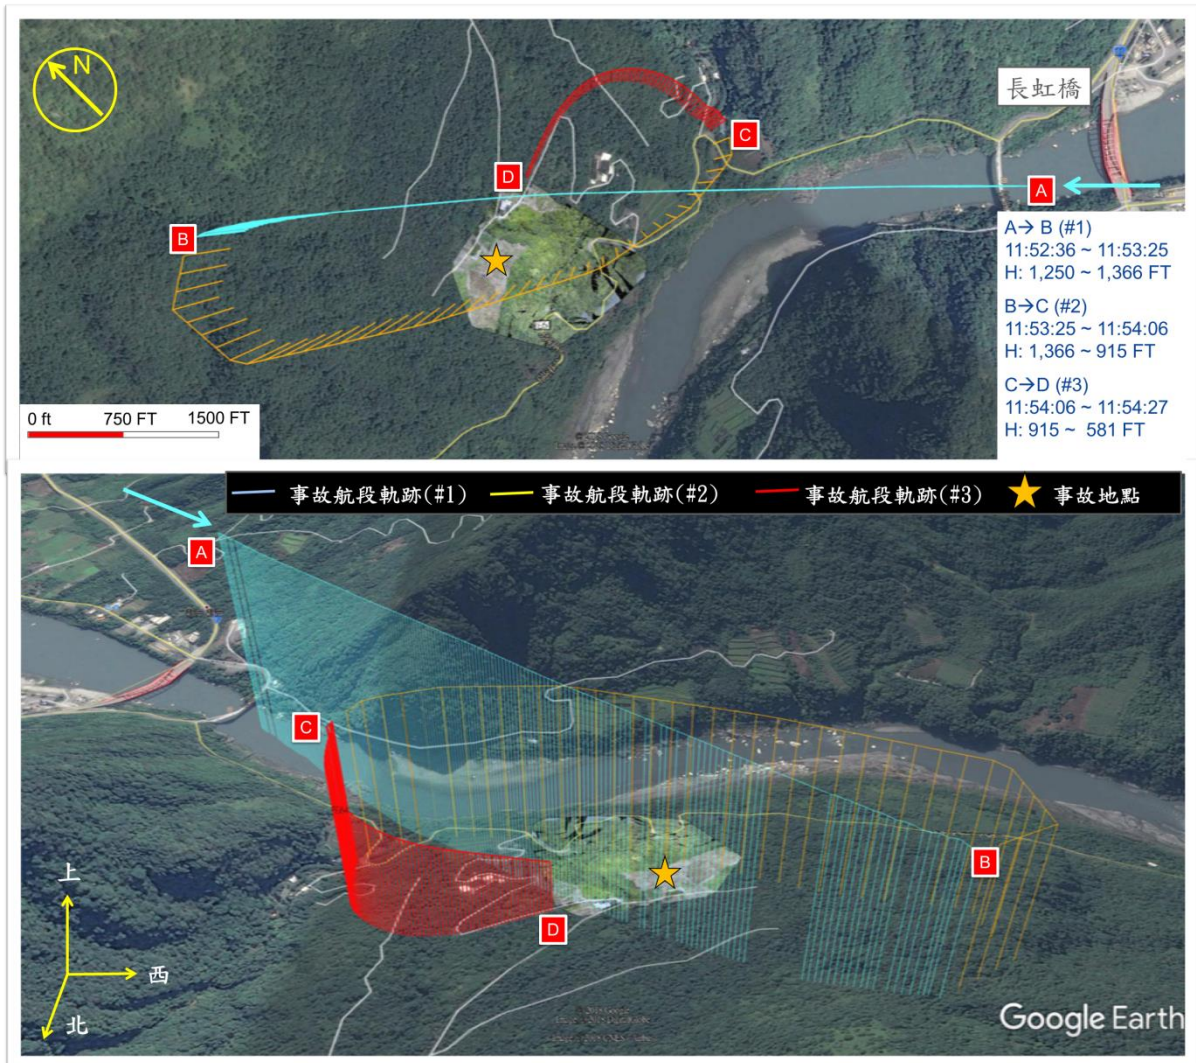 N
長虹橋
C
D
A
B
A→ B (#1)
11:52:36 ~ 11:53:25
H: 1,250 ~ 1,366 FT
B→C (#2)
11:53:25 ~ 11:54:06
H: 1,366 ~ 915 FT
C→D (#3)
11:54:06 ~ 11:54:27
H: 915 ~ 581 FT
0 ft 750 FT 1500 FT
事故航段軌跡(#1) 事故航段軌跡(#2) 事故航段軌跡(#3) 事故地點
A
C
B
D
上
西
北
Google Earth